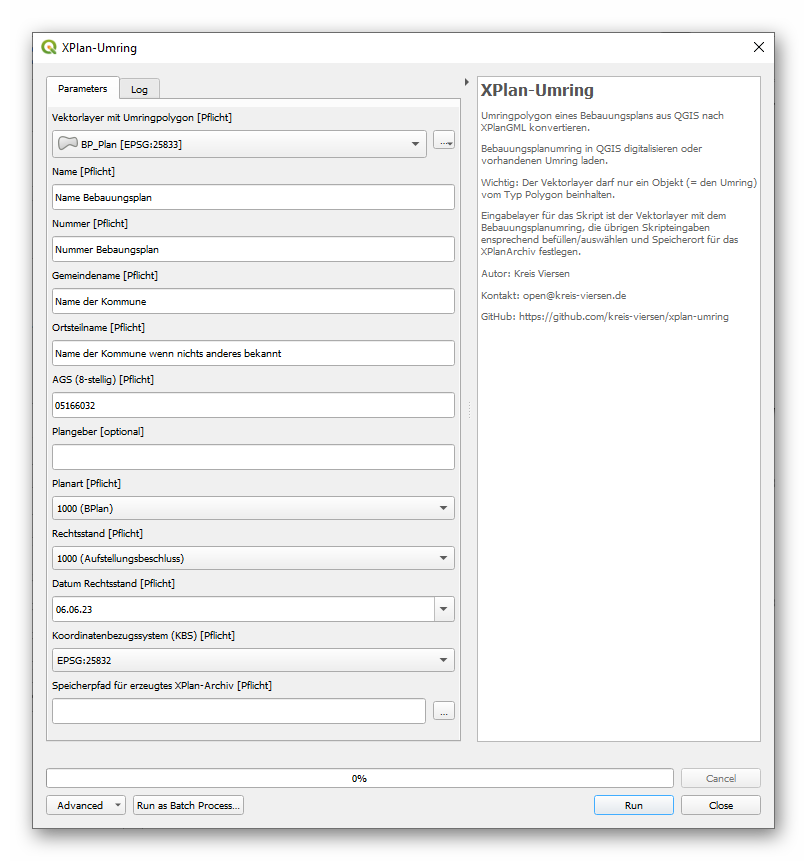 XPlan-Umring
Parameters
Log
Vektorlayer mit Umringpolygon [Pflicht]
BP_Plan [EPSG:25833]
...
Name [Pflicht]
Name Bebauungsplan
Nummer [Pflicht]
Nummer Bebaungsplan
Gemeindename [Pflicht]
Name der Kommune
Ortsteilname [Pflicht]
Name der Kommune wenn nichts anderes bekannt
AGS (8-stellig) [Pflicht]
05166032
Plangeber [optional]
Planart [Pflicht]
1000 (BPlan)
Rechtsstand [Pflicht]
1000 (Aufstellungsbeschluss)
Datum Rechtsstand [Pflicht]
06.06.23
Koordinatenbezugssystem (KBS) [Pflicht]
EPSG:25832
Speicherpfad für erzeugtes XPlan-Archiv [Pflicht]
...
XPlan-Umring
Umringpolygon eines Bebauungsplans aus QGIS nach
XPlanGML konvertieren.
Bebauungsplanumring in QGIS digitalisieren oder
vorhandenen Umring laden.
Wichtig: Der Vektorlayer darf nur ein Objekt (= den Umring)
vom Typ Polygon beinhalten.
Eingabelayer für das Skript ist der Vektorlayer mit dem
Bebauungsplanumring, die übrigen Skripteingaben
ensprechend befüllen/auswählen und Speicherort für das
XPlanArchiv festlegen.
Autor: Kreis Viersen
Kontakt: open@kreis-viersen.de
GitHub: https://github.com/kreis-viersen/xplan-umring
0%
Cancel
Advanced
Run as Batch Process...
Run
Close